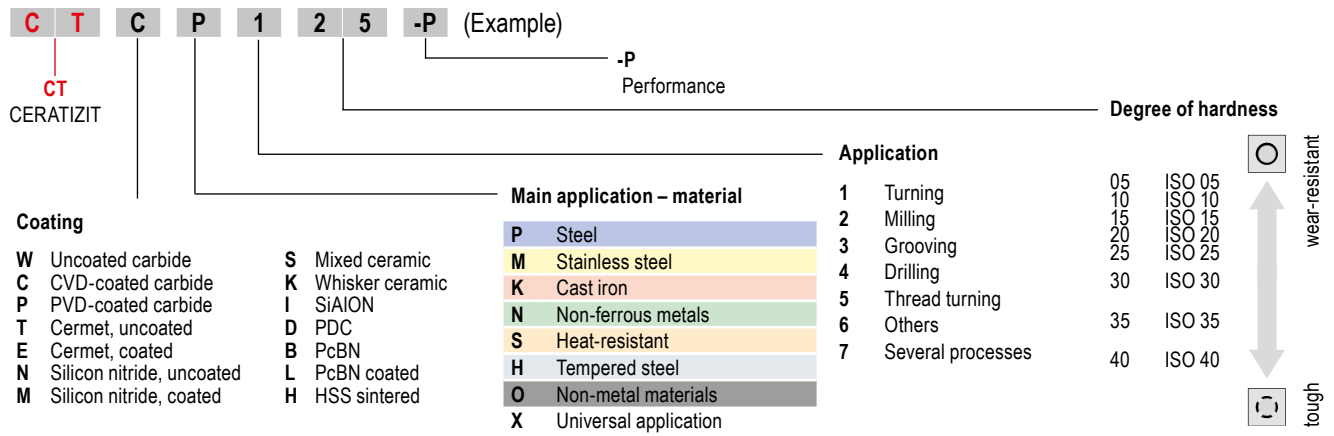 C T C P 1 2 5 -P (Example)
-P
Performance
CT
CERATIZIT
Degree of hardness
wear-resistant
tough
05 ISO 05
10 ISO 10
15 ISO 15
20 ISO 20
25 ISO 25
30 ISO 30
35 ISO 35
40 ISO 40
Application
1 Turning
2 Milling
3 Grooving
4 Drilling
5 Thread turning
6 Others
7 Several processes
Main application – material
P Steel
M Stainless steel
K Cast iron
N Non-ferrous metals
S Heat-resistant
H Tempered steel
O Non-metal materials
X Universal application
Coating
W Uncoated carbide
C CVD-coated carbide
P PVD-coated carbide
T Cermet, uncoated
E Cermet, coated
N Silicon nitride, uncoated
M Silicon nitride, coated
S Mixed ceramic
K Whisker ceramic
I SiAlON
D PDC
B PcBN
L PcBN coated
H HSS sintered